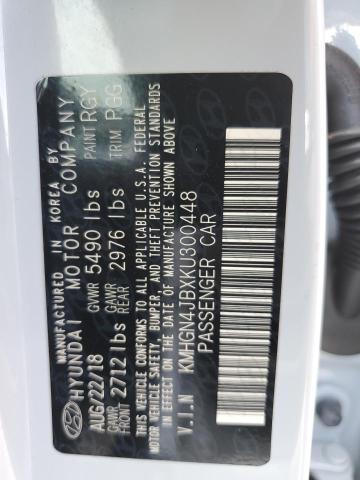 MANUFACTURED IN KOREA BY
HYUNDAI MOTOR COMPANY
AUG/22/18 GVWR 5490 lbs PAINT RGY
GAWR FRONT 2712 lbs GAWR REAR 2976 lbs TRIM PGG
THIS VEHICLE CONFORMS TO ALL APPLICABLE U.S.A. FEDERAL
MOTOR VEHICLE SAFETY, BUMPER, AND THEFT PREVENTION
STANDARDS IN EFFECT ON THE DATE OF MANUFACTURE SHOWN ABOVE
V.I.N KMHGN4JBXKU300448
PASSENGER CAR